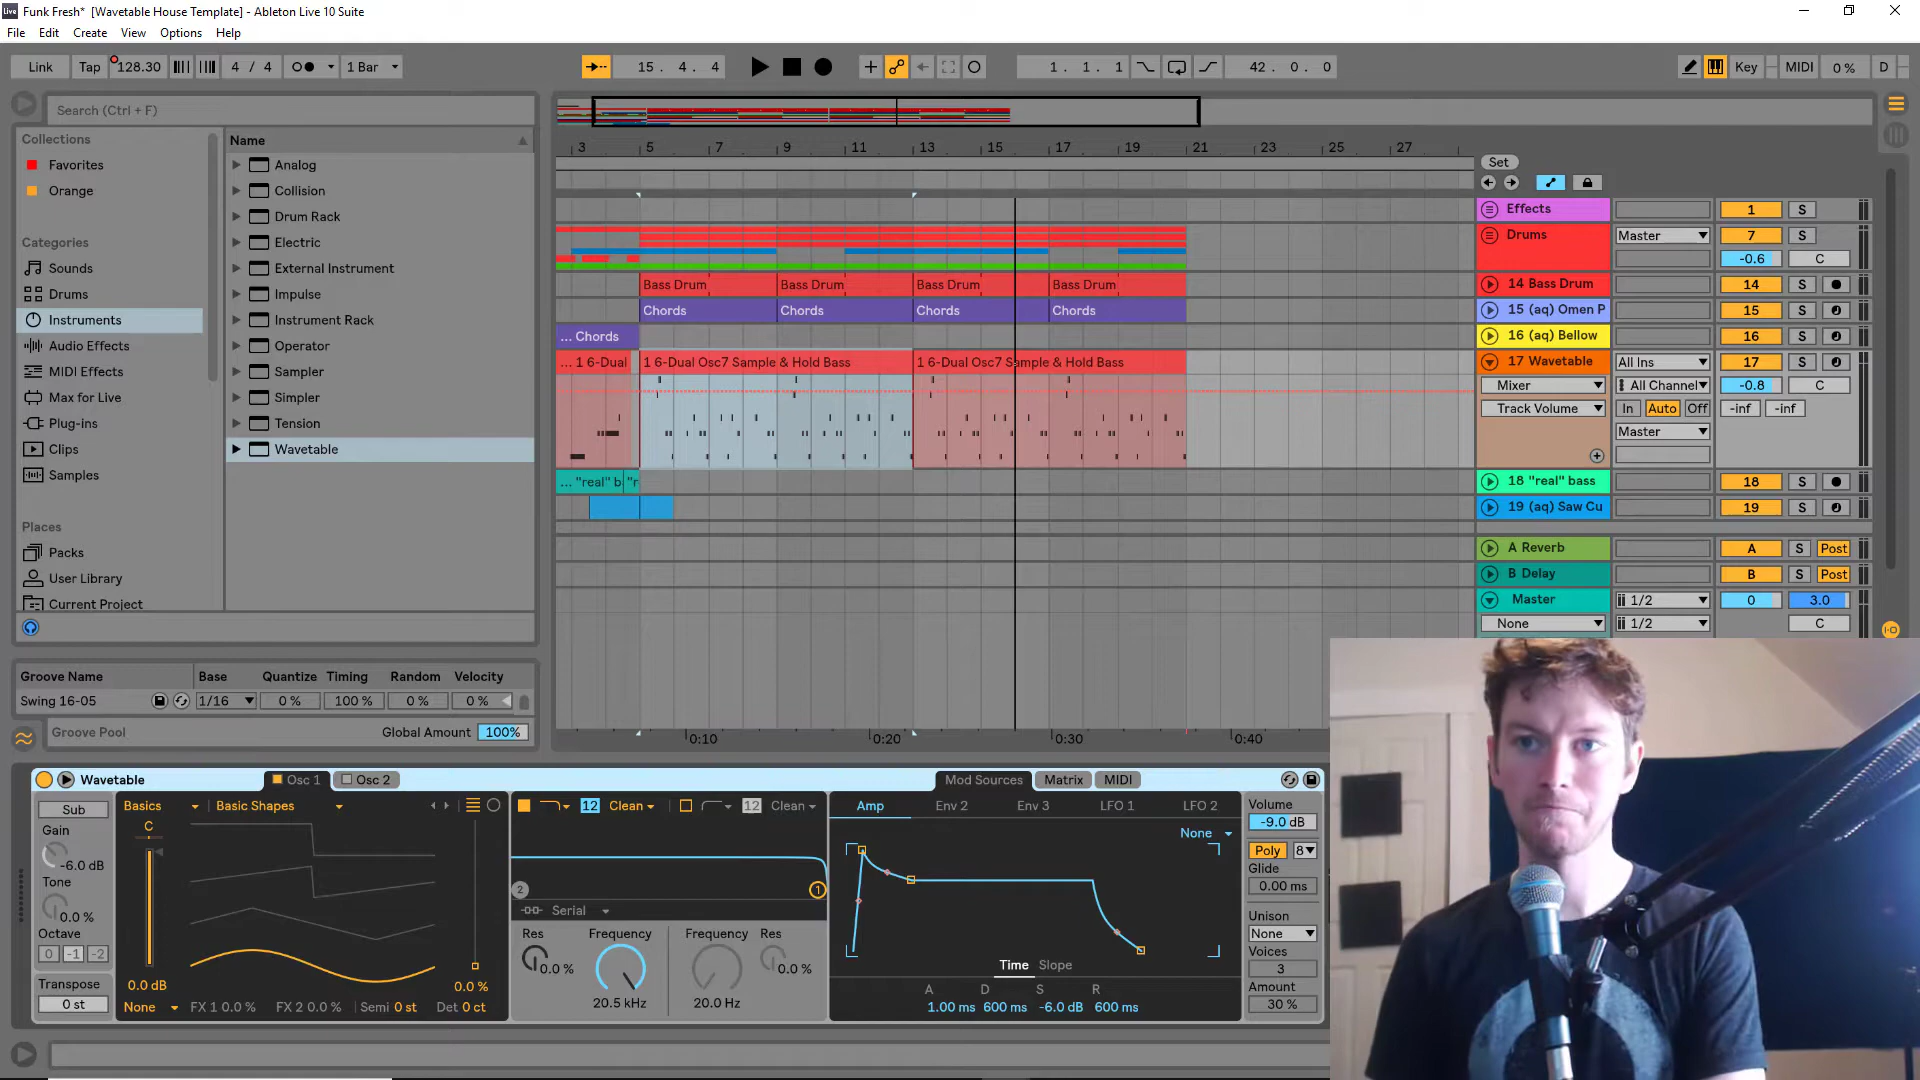 Funk Fresh* [Wavetable House Template] - Ableton Live 10 Suite
File Edit Create View Options Help
Link Tap 128.30 4 / 4 1 Bar 15 . 4 . 4 1 . 1 . 1 42 . 0 . 0 Key MIDI 0 % D
Search (Ctrl + F)
Collections
Favorites
Orange
Categories
Sounds
Drums
Instruments
Audio Effects
MIDI Effects
Max for Live
Plug-ins
Clips
Samples
Places
Packs
User Library
Current Project
Name
Analog
Collision
Drum Rack
Electric
External Instrument
Impulse
Instrument Rack
Operator
Sampler
Simpler
Tension
Wavetable
Groove Name Base Quantize Timing Random Velocity
Swing 16-05 1/16 0 % 100 % 0 % 0 %
Groove Pool Global Amount 100%
3 5 7 9 11 13 15 17 19 21 23 25 27
Bass Drum Bass Drum Bass Drum Bass Drum
Chords Chords Chords Chords
... Chords
... 1 6-Dual 1 6-Dual Osc7 Sample & Hold Bass 1 6-Dual Osc7 Sample & Hold Bass
... "real" b "r
0:10 0:20 0:30 0:40
Set
Effects 1 S
Drums Master 7 S
-0.6 C
14 Bass Drum 14
15 (aq) Omen P 15
16 (aq) Bellow 16
17 Wavetable All Ins 17
Mixer All Channel -0.8 C
Track Volume In Auto Off -inf -inf
Master
18 "real" bass 18 S
19 (aq) Saw Cu 19 S
A Reverb A S Post
B Delay B S Post
Master 1/2 0 3.0
None 1/2 C
Wavetable Osc 1 Osc 2 Mod Sources Matrix MIDI
Sub
Gain
-6.0 dB
Tone
0.0 %
Octave
0 -1 -2
Transpose
0 st
Basics Basic Shapes
C
0.0 dB 0.0 %
None FX 1 0.0 % FX 2 0.0 % Semi 0 st Det 0 ct
12 Clean 12 Clean
2 1
Serial
Res Frequency Frequency Res
0.0 % 0.0 %
20.5 kHz 20.0 Hz
Amp Env 2 Env 3 LFO 1 LFO 2
None
Time Slope
A D S R
1.00 ms 600 ms -6.0 dB 600 ms
Volume
-9.0 dB
Poly 8
Glide
0.00 ms
Unison
None
Voices
3
Amount
30 %